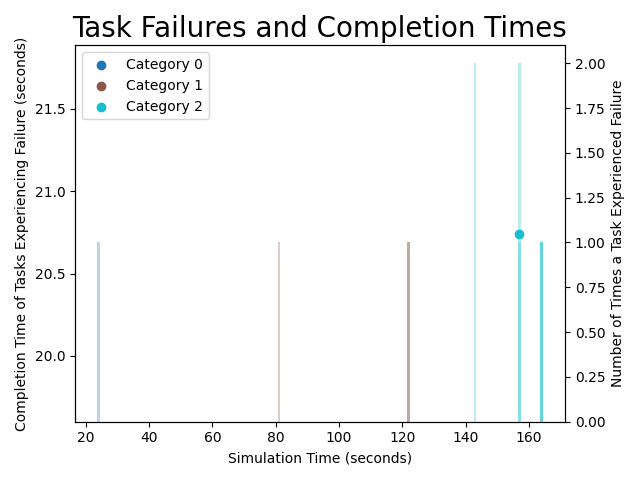 Task Failures and Completion Times
Category 0
Category 1
Category 2
Completion Time of Tasks Experiencing Failure (seconds)
21.5
21.0
20.5
20.0
2.00
1.75
1.50
1.25
1.00
0.75
0.50
0.25
0.00
Number of Times a Task Experienced Failure
20 40 60 80 100 120 140 160
Simulation Time (seconds)